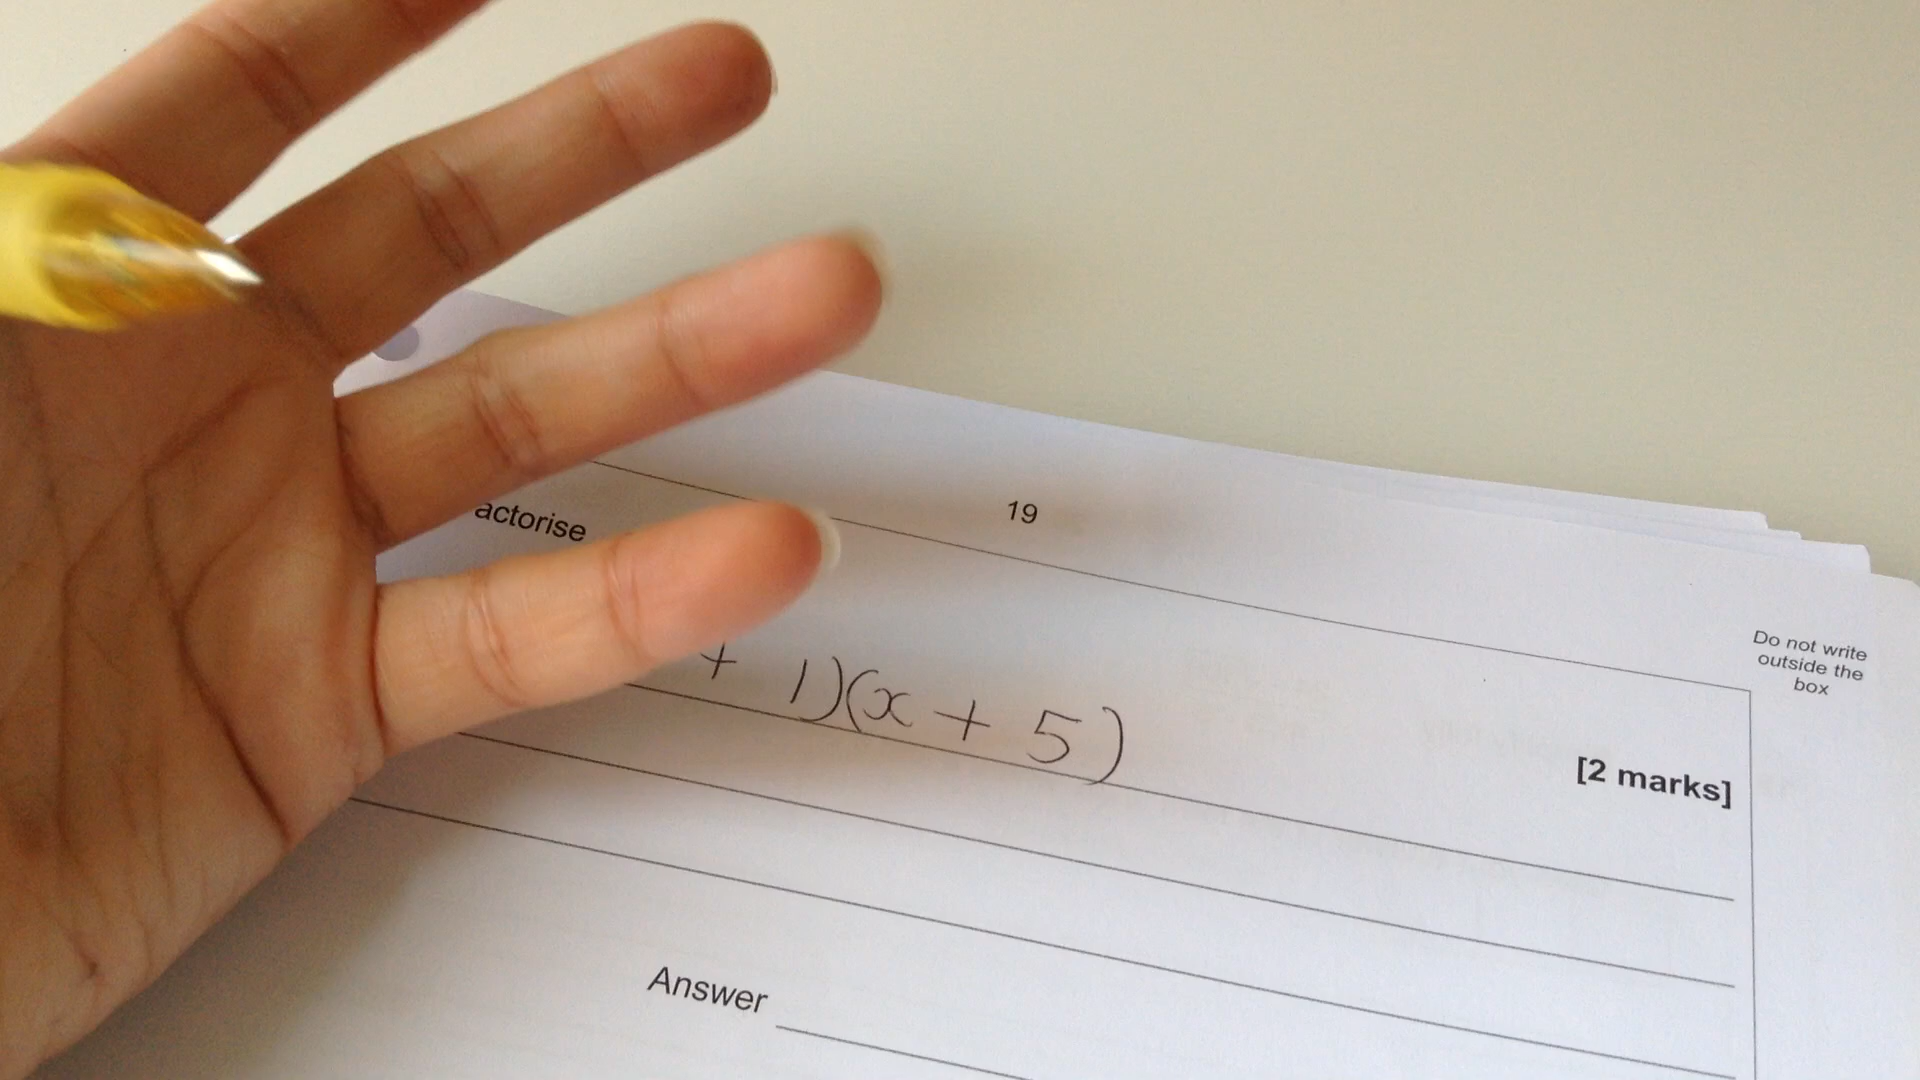 19
actorise
Do not write
outside the
box
+ 1)(x + 5)
[2 marks]
Answer